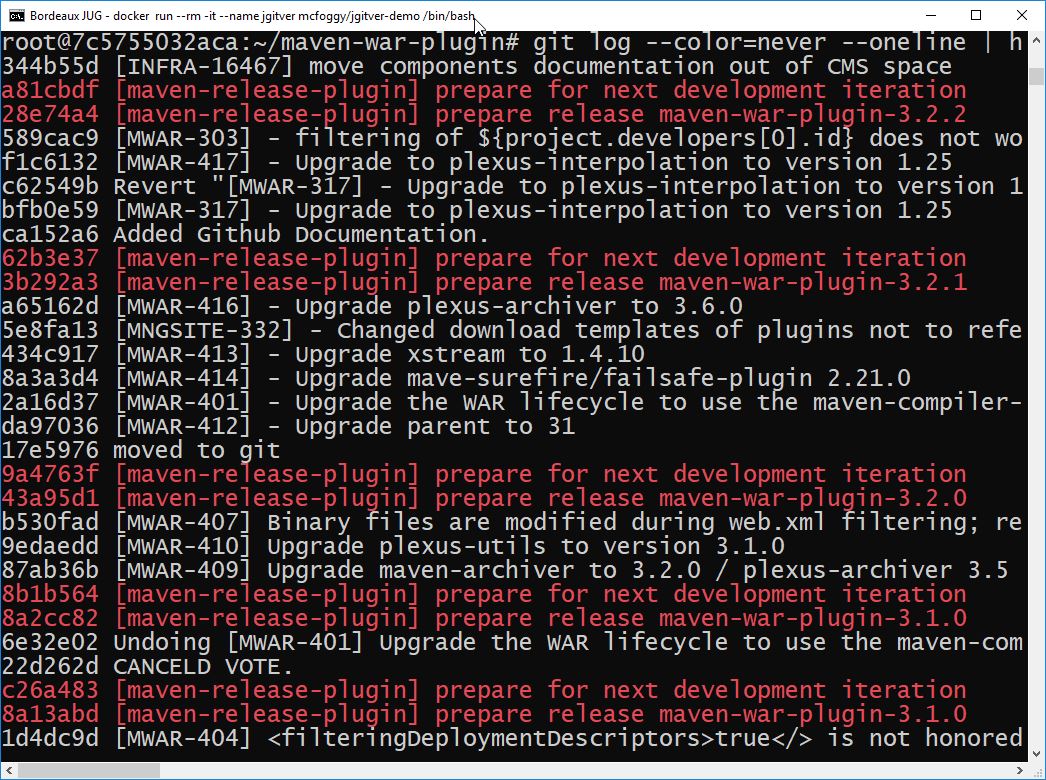 Bordeaux JUG - docker  run --rm -it --name jgitver mcfoggy/jgitver-demo /bin/bash
root@7c5755032aca:~/maven-war-plugin# git log --color=never --oneline | h
344b55d [INFRA-16467] move components documentation out of CMS space
a81cbdf [maven-release-plugin] prepare for next development iteration
28e74a4 [maven-release-plugin] prepare release maven-war-plugin-3.2.2
589cac9 [MWAR-303] - filtering of ${project.developers[0].id} does not wo
f1c6132 [MWAR-417] - Upgrade to plexus-interpolation to version 1.25
c62549b Revert "[MWAR-317] - Upgrade to plexus-interpolation to version 1
bfb0e59 [MWAR-317] - Upgrade to plexus-interpolation to version 1.25
ca152a6 Added Github Documentation.
62b3e37 [maven-release-plugin] prepare for next development iteration
3b292a3 [maven-release-plugin] prepare release maven-war-plugin-3.2.1
a65162d [MWAR-416] - Upgrade plexus-archiver to 3.6.0
5e8fa13 [MNGSITE-332] - Changed download templates of plugins not to refe
434c917 [MWAR-413] - Upgrade xstream to 1.4.10
8a3a3d4 [MWAR-414] - Upgrade mave-surefire/failsafe-plugin 2.21.0
2a16d37 [MWAR-401] - Upgrade the WAR lifecycle to use the maven-compiler-
da97036 [MWAR-412] - Upgrade parent to 31
17e5976 moved to git
9a4763f [maven-release-plugin] prepare for next development iteration
43a95d1 [maven-release-plugin] prepare release maven-war-plugin-3.2.0
b530fad [MWAR-407] Binary files are modified during web.xml filtering; re
9edaedd [MWAR-410] Upgrade plexus-utils to version 3.1.0
87ab36b [MWAR-409] Upgrade maven-archiver to 3.2.0 / plexus-archiver 3.5
8b1b564 [maven-release-plugin] prepare for next development iteration
8a2cc82 [maven-release-plugin] prepare release maven-war-plugin-3.1.0
6e32e02 Undoing [MWAR-401] Upgrade the WAR lifecycle to use the maven-com
22d262d CANCELD VOTE.
c26a483 [maven-release-plugin] prepare for next development iteration
8a13abd [maven-release-plugin] prepare release maven-war-plugin-3.1.0
1d4dc9d [MWAR-404] <filteringDeploymentDescriptors>true</> is not honored